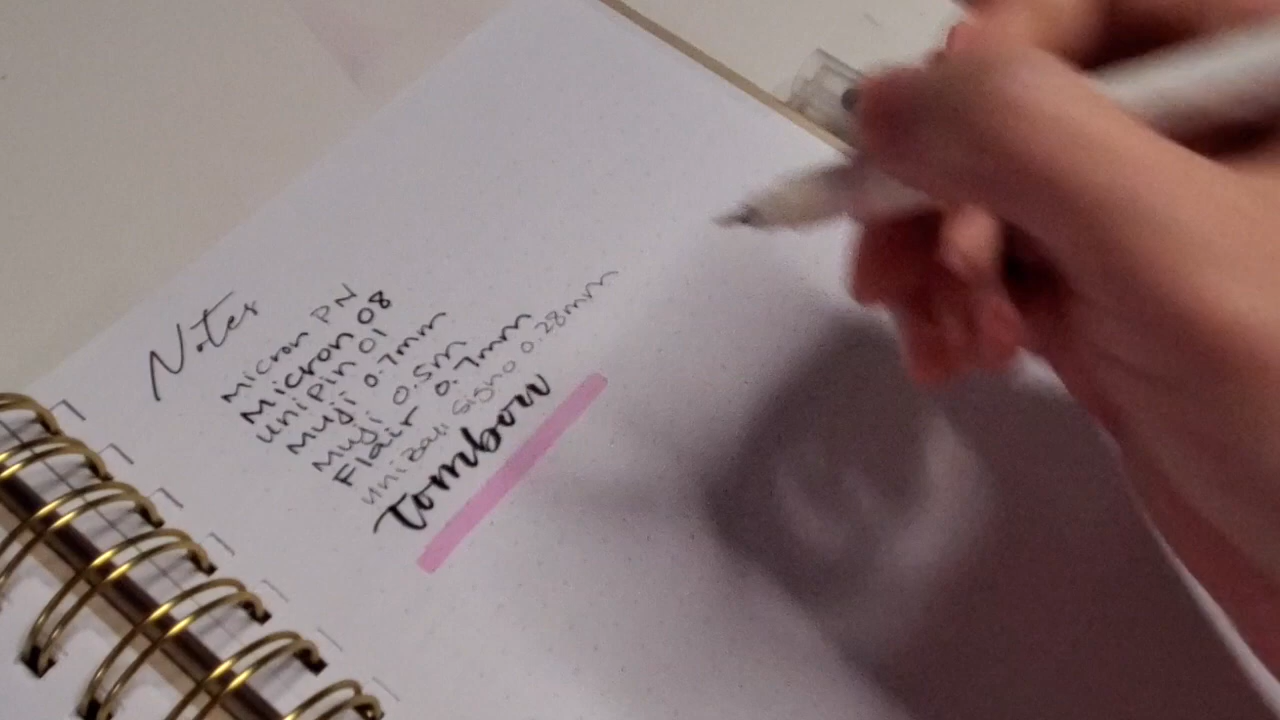 Notes
Micron PN
Micron 08
unipin 01
Muji 0.7mm
Muji 0.5m
Flair 0.7mm
uniBall signo 0.28mm
tombow